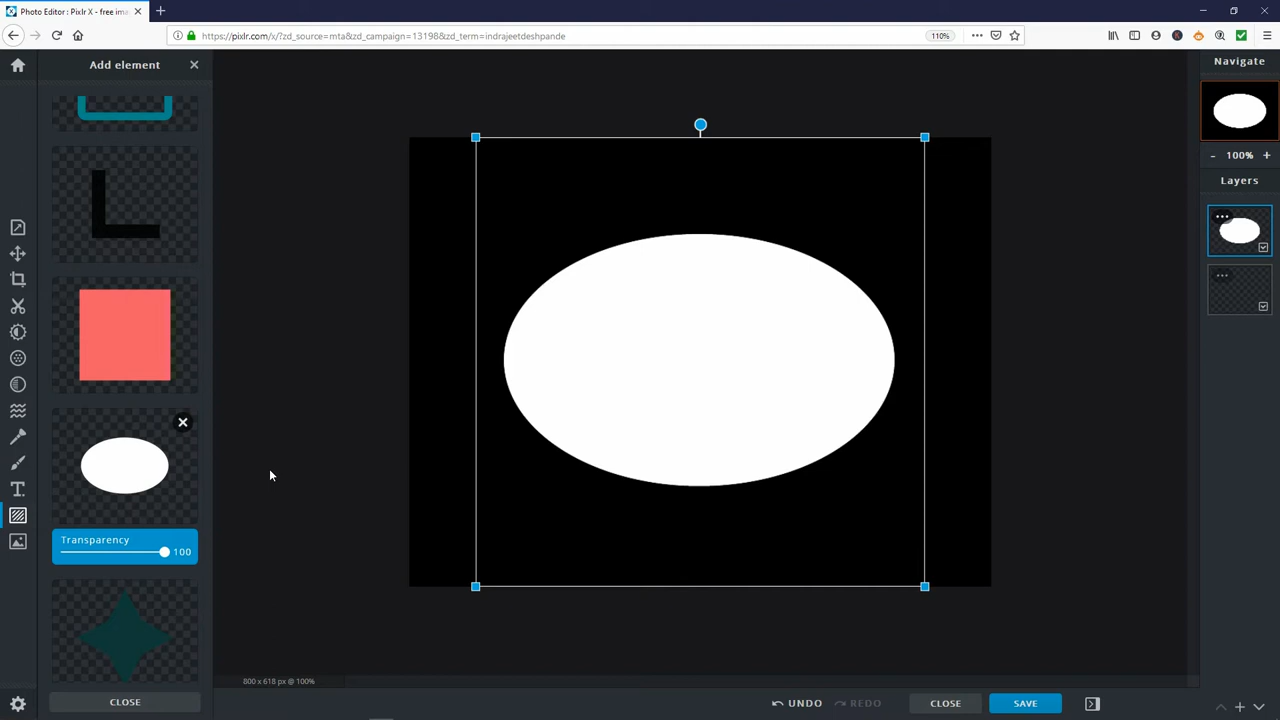 Photo Editor : Pixlr X - free ima
https://pixlr.com/x/?zd_source=mta&zd_campaign=13198&zd_term=indrajeetdeshpande
110%
Add element
Navigate
100%
Layers
Transparency
100
CLOSE
800 x 618 px @ 100%
UNDO
REDO
CLOSE
SAVE